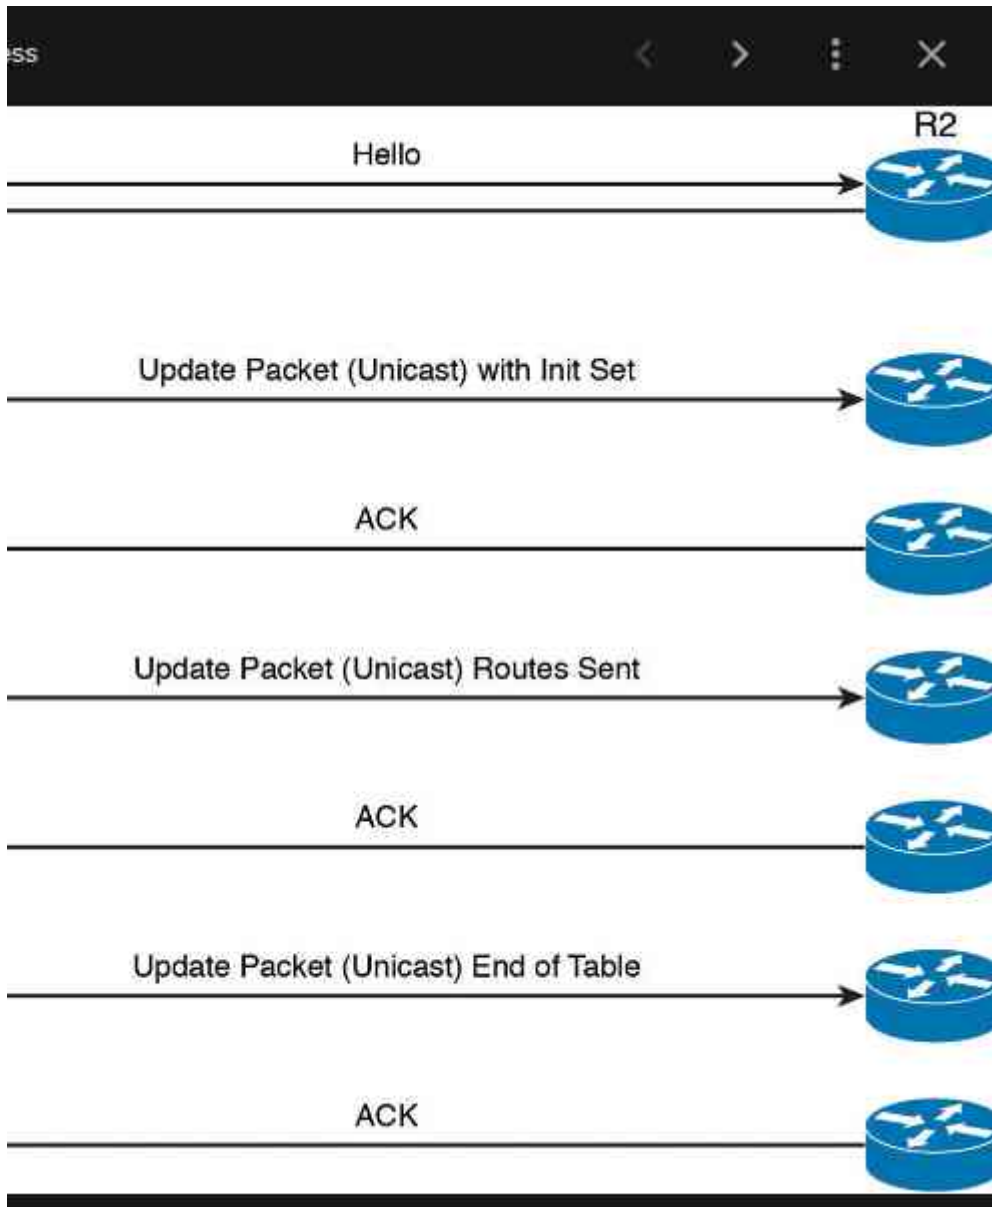 ess
R2
Hello
Update Packet (Unicast) with Init Set
ACK
Update Packet (Unicast) Routes Sent
ACK
Update Packet (Unicast) End of Table
ACK